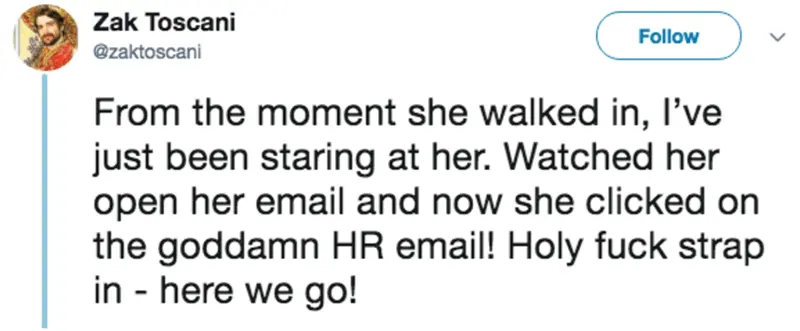 Zak Toscani
@zaktoscani
Follow
From the moment she walked in, I’ve
just been staring at her. Watched her
open her email and now she clicked on
the goddamn HR email! Holy fuck strap
in - here we go!